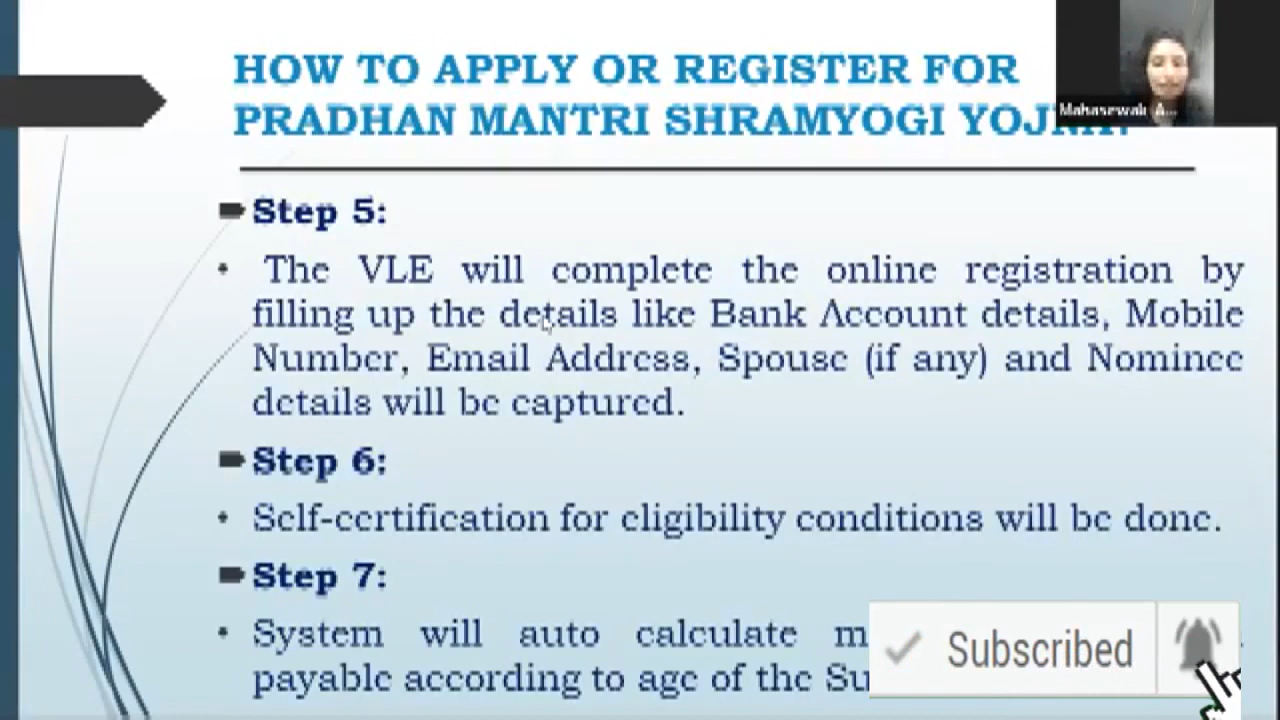 HOW TO APPLY OR REGISTER FOR
PRADHAN MANTRI SHRAMYOGI
Mahasewak A...
Step 5:
• The VLE will complete the online registration by
filling up the details like Bank Account details, Mobile
Number, Email Address, Spouse (if any) and Nominee
details will be captured.
Step 6:
• Self-certification for eligibility conditions will be done.
Step 7:
• System will auto calculate
payable according to age of the
Subscribed